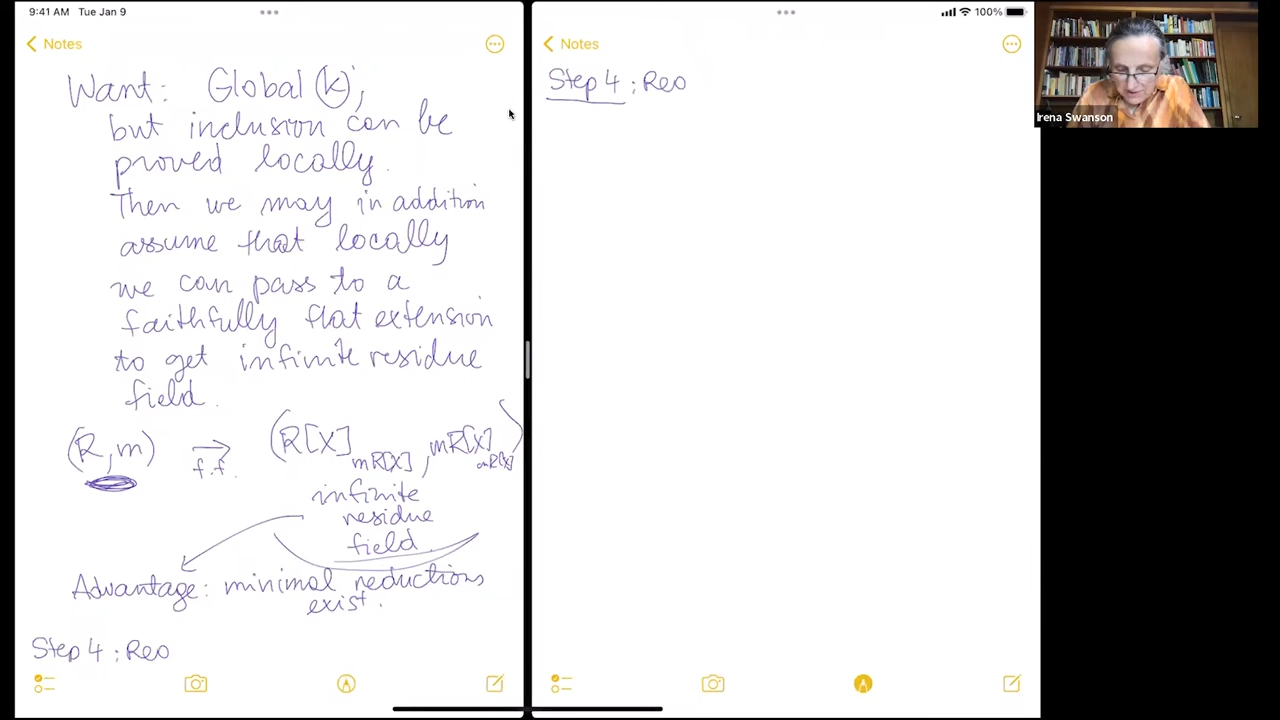 9:41 AM Tue Jan 9
Notes
Want: Global (k),
but inclusion can be
proved locally.
Then we may in addition
assume that locally
we can pass to a
faithfully flat extension
to get infinite residue
field.
(R, m) → f.f. (R[X] mR[X], mR[X] mR[X])
infinite
residue
field.
Advantage: minimal reductions
exist.
Step 4 ; Reo
100%
Notes
Step 4 ; Reo
Irena Swanson